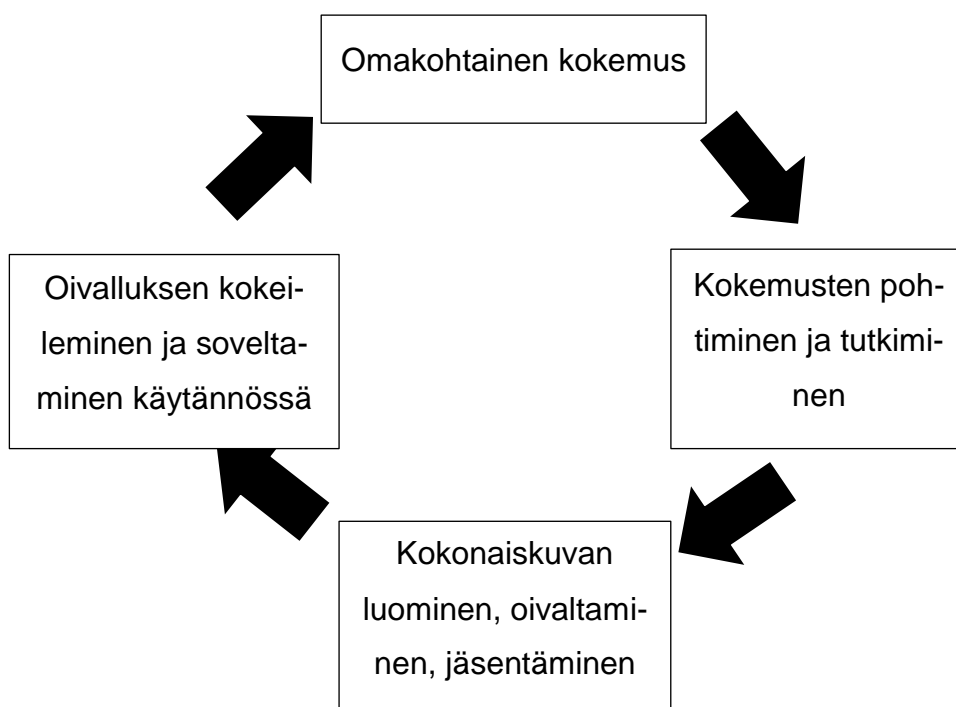 Omakohtainen kokemus
Kokemusten poh-
timinen ja tutkimi-
nen
Kokonaiskuvan
luominen, oivaltami-
nen, jäsentäminen
Oivalluksen kokei-
leminen ja sovelta-
minen käytännössä